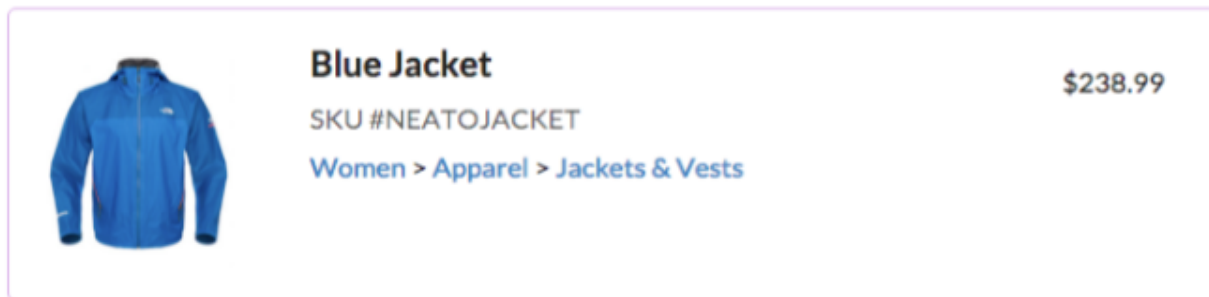 Blue Jacket
$238.99
SKU #NEATOJACKET
Women > Apparel > Jackets & Vests